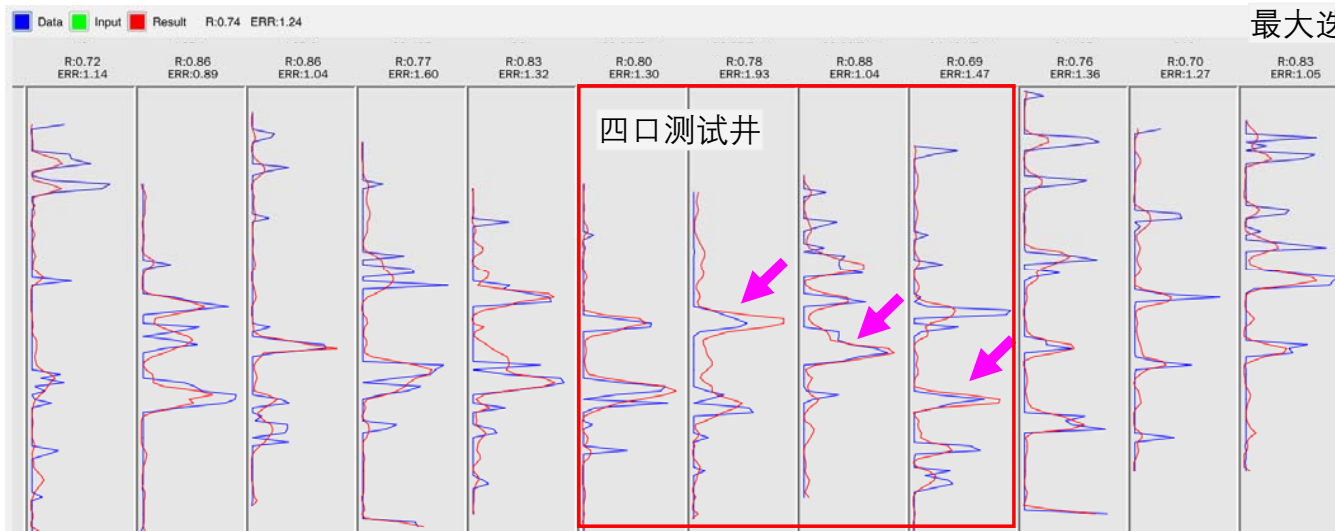 Data Input Result R:0.74 ERR:1.24
最大迭
R:0.72 R:0.86 R:0.86 R:0.77 R:0.83 R:0.80 R:0.78 R:0.88 R:0.69 R:0.76 R:0.70 R:0.83
ERR:1.14 ERR:0.89 ERR:1.04 ERR:1.60 ERR:1.32 ERR:1.30 ERR:1.93 ERR:1.04 ERR:1.47 ERR:1.36 ERR:1.27 ERR:1.05
四口测试井